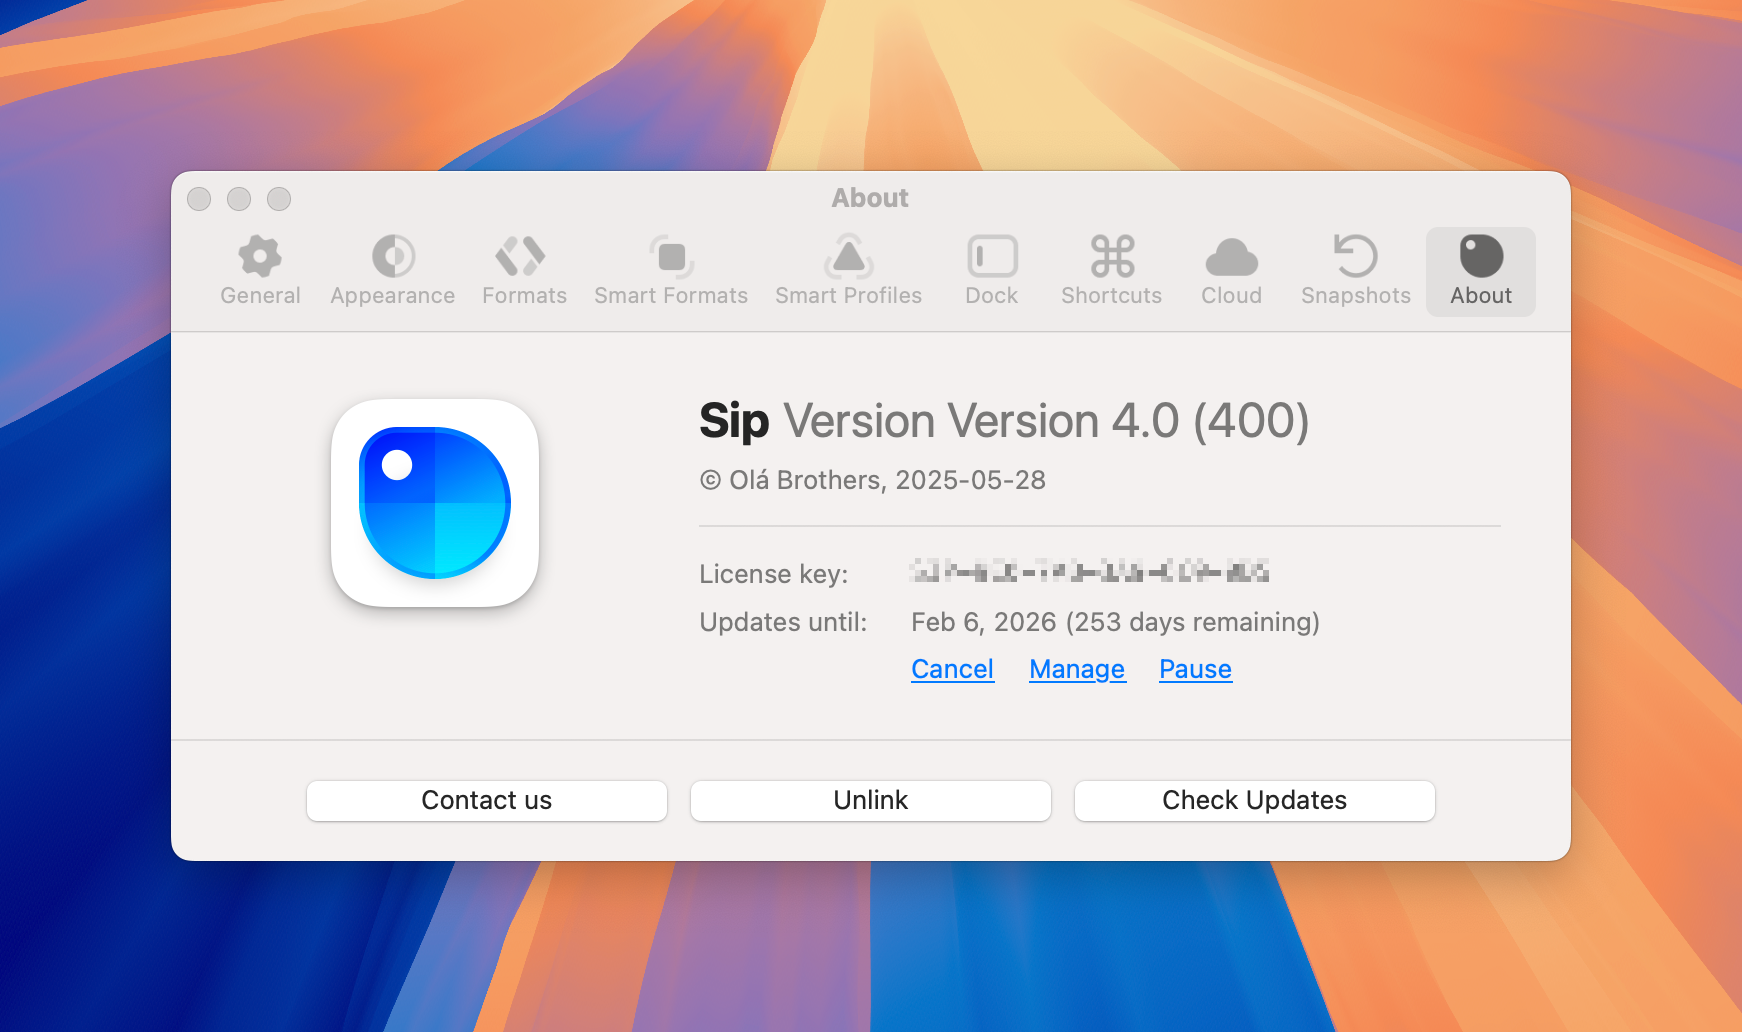 About
General Appearance Formats Smart Formats Smart Profiles Dock Shortcuts Cloud Snapshots About
Sip Version Version 4.0 (400)
© Olá Brothers, 2025-05-28
License key:
Updates until: Feb 6, 2026 (253 days remaining)
Cancel Manage Pause
Contact us Unlink Check Updates